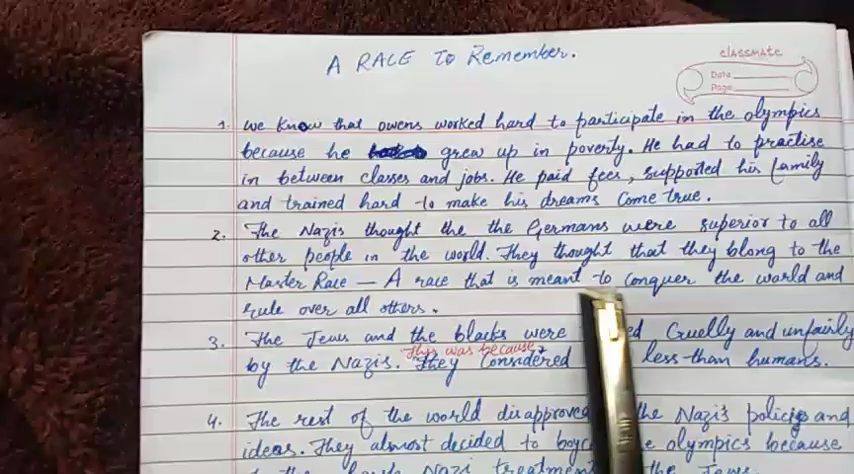 A RACE To Remember.
classmate
Date
Page
1. we know that owens worked hard to participate in the olympics
because he grew up in poverty. He had to practise
in between classes and jobs. He paid fees, supported his family
and trained hard to make his dreams come true.
2. The Nazis thought the the Germans were superior to all
other people in the world. They thought that they blong to the
Master Race — A race that is meant to conquer the world and
rule over all others.
3. The Jews and the blacks were ed Cruelly and unfairly
This was because
by the Nazis. They considered less than humans.
4. The rest of the world disapproved the Nazi's policies and
ideas. They almost decided to boyc e olympics because
Nazi treatment the Jews.